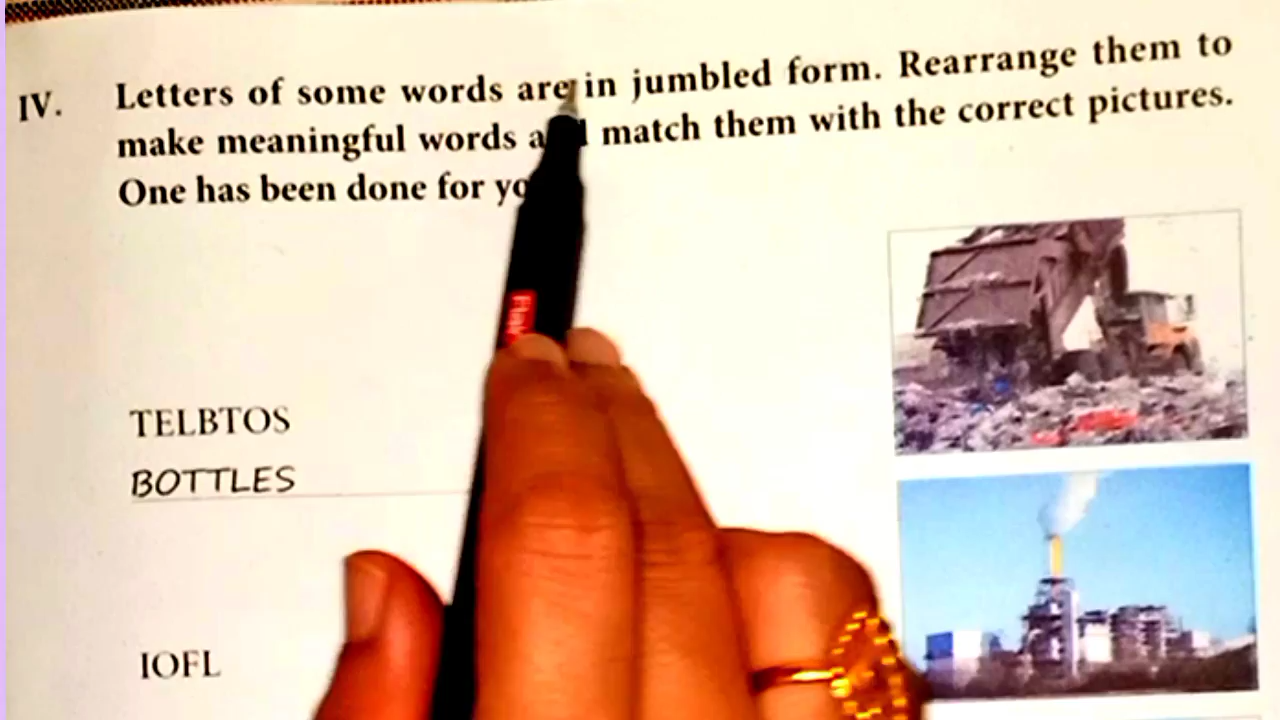 IV. Letters of some words are in jumbled form. Rearrange them to
make meaningful words match them with the correct pictures.
One has been done for
TELBTOS
BOTTLES
IOFL